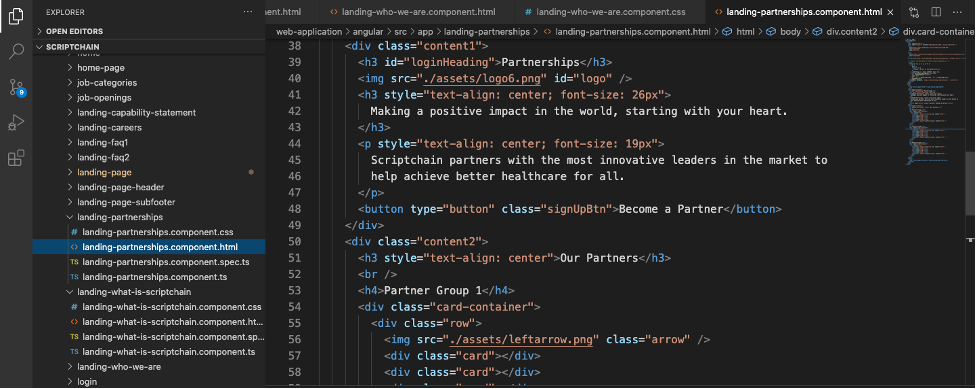 EXPLORER
...
OPEN EDITORS
SCRIPTCHAIN
home-page
job-categories
job-openings
landing-capability-statement
landing-careers
landing-faq1
landing-faq2
landing-page
landing-page-header
landing-page-subfooter
landing-partnerships
# landing-partnerships.component.css
<> landing-partnerships.component.html
TS landing-partnerships.component.spec.ts
TS landing-partnerships.component.ts
landing-what-is-scriptchain
# landing-what-is-scriptchain.component.css
<> landing-what-is-scriptchain.component.ht...
TS landing-what-is-scriptchain.component.sp...
TS landing-what-is-scriptchain.component.ts
landing-who-we-are
login
9
nent.html
<> landing-who-we-are.component.html
# landing-who-we-are.component.css
<> landing-partnerships.component.html ×
web-application > angular > src > app > landing-partnerships > <> landing-partnerships.component.html > html > body > div.content2 > div.card-containe
38 <div class="content1">
39 <h3 id="loginHeading">Partnerships</h3>
40 <img src="./assets/logo6.png" id="logo" />
41 <h3 style="text-align: center; font-size: 26px">
42 Making a positive impact in the world, starting with your heart.
43 </h3>
44 <p style="text-align: center; font-size: 19px">
45 Scriptchain partners with the most innovative leaders in the market to
46 help achieve better healthcare for all.
47 </p>
48 <button type="button" class="signUpBtn">Become a Partner</button>
49 </div>
50 <div class="content2">
51 <h3 style="text-align: center">Our Partners</h3>
52 <br />
53 <h4>Partner Group 1</h4>
54 <div class="card-container">
55 <div class="row">
56 <img src="./assets/leftarrow.png" class="arrow" />
57 <div class="card"></div>
58 <div class="card"></div>